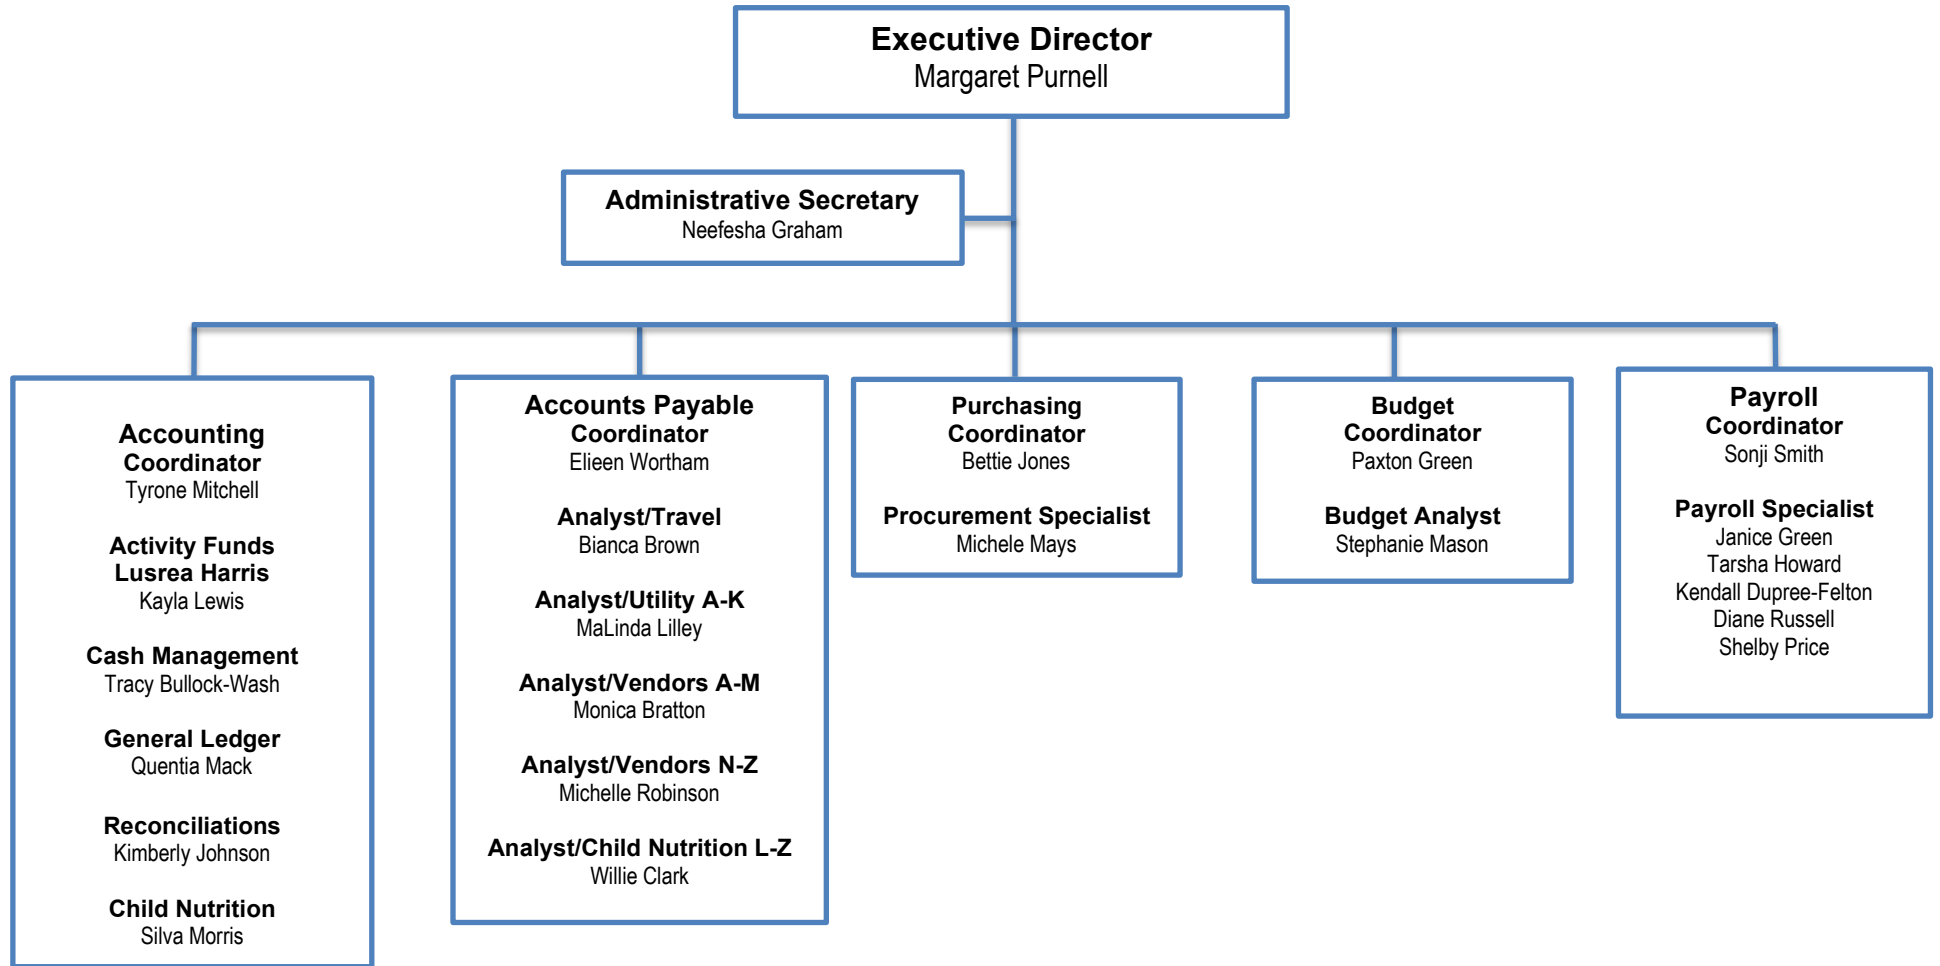 Executive Director
Margaret Purnell
Administrative Secretary
Neefesha Graham
Accounting
Coordinator
Tyrone Mitchell
Activity Funds
Lusrea Harris
Kayla Lewis
Cash Management
Tracy Bullock-Wash
General Ledger
Quentia Mack
Reconciliations
Kimberly Johnson
Child Nutrition
Silva Morris
Accounts Payable
Coordinator
Elieen Wortham
Analyst/Travel
Bianca Brown
Analyst/Utility A-K
MaLinda Lilley
Analyst/Vendors A-M
Monica Bratton
Analyst/Vendors N-Z
Michelle Robinson
Analyst/Child Nutrition L-Z
Willie Clark
Purchasing
Coordinator
Bettie Jones
Procurement Specialist
Michele Mays
Budget
Coordinator
Paxton Green
Budget Analyst
Stephanie Mason
Payroll
Coordinator
Sonji Smith
Payroll Specialist
Janice Green
Tarsha Howard
Kendall Dupree-Felton
Diane Russell
Shelby Price